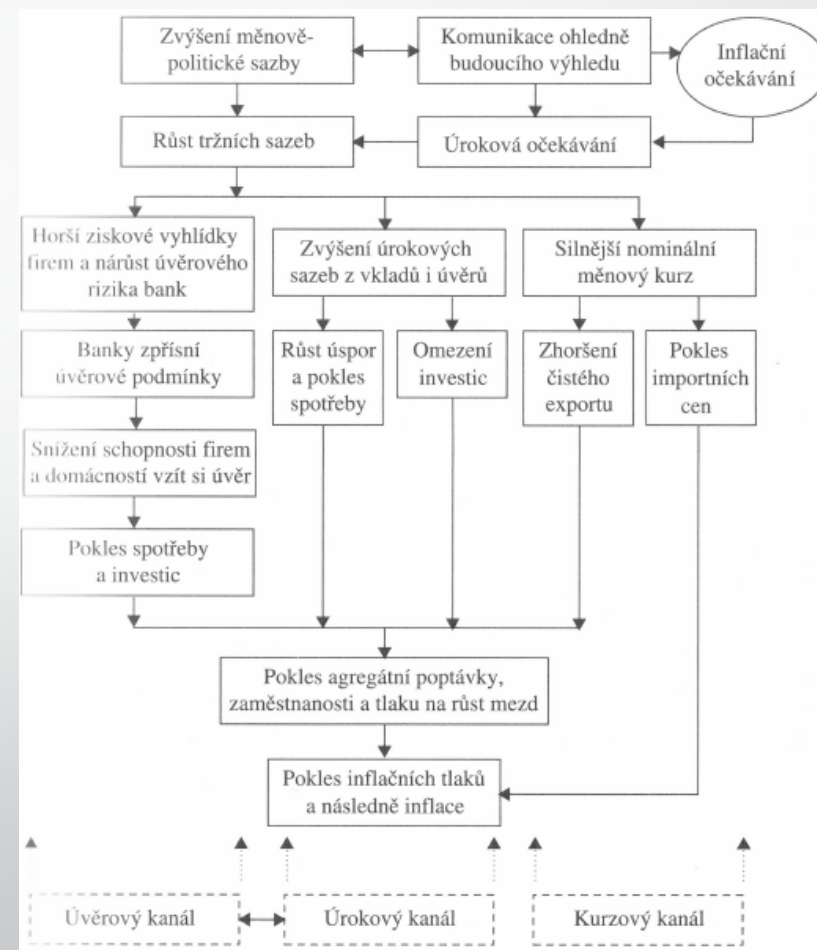 Zvýšení měnově-
politické sazby
Komunikace ohledně
budoucího výhledu
Inflační
očekávání
Růst tržních sazeb
Úroková očekávání
Horší ziskové vyhlídky
firem a nárůst úvěrového
rizika bank
Zvýšení úrokových
sazeb z vkladů i úvěrů
Silnější nominální
měnový kurz
Banky zpřísní
úvěrové podmínky
Růst úspor
a pokles
spotřeby
Omezení
investic
Zhoršení
čistého
exportu
Pokles
importních
cen
Snížení schopnosti firem
a domácností vzít si úvěr
Pokles spotřeby
a investic
Pokles agregátní poptávky,
zaměstnanosti a tlaku na růst mezd
Pokles inflačních tlaků
a následně inflace
Úvěrový kanál
Úrokový kanál
Kurzový kanál